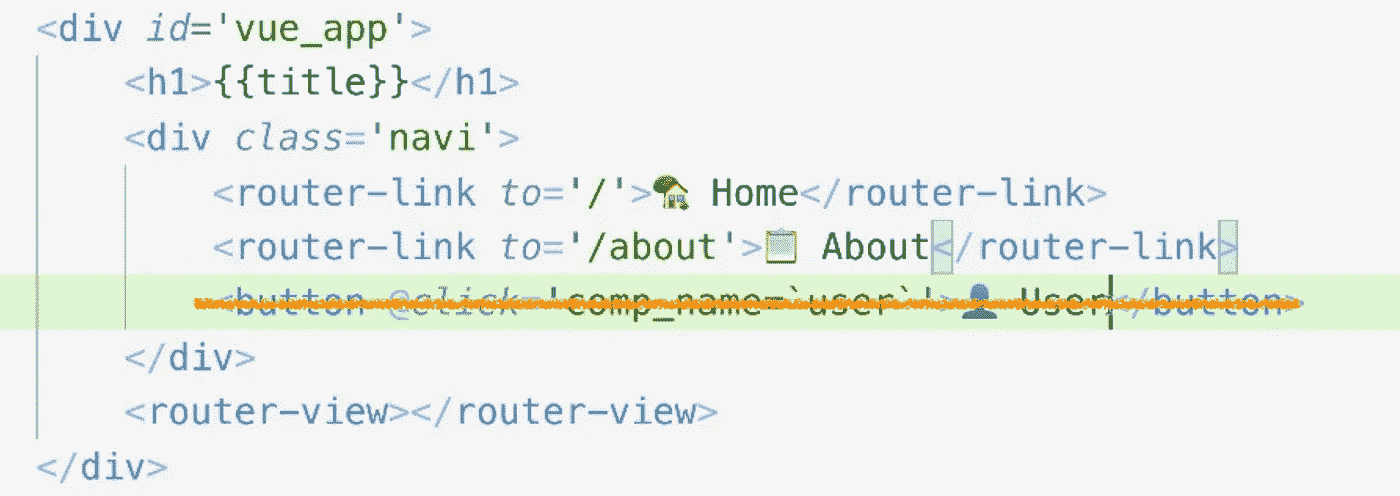 <div id='vue_app'>
<h1>{{title}}</h1>
<div class='navi'>
<router-link to='/'>🏠 Home</router-link>
<router-link to='/about'>📋 About</router-link>
<button @click='comp_name=`user`'>👤 User</button>
</div>
<router-view></router-view>
</div>